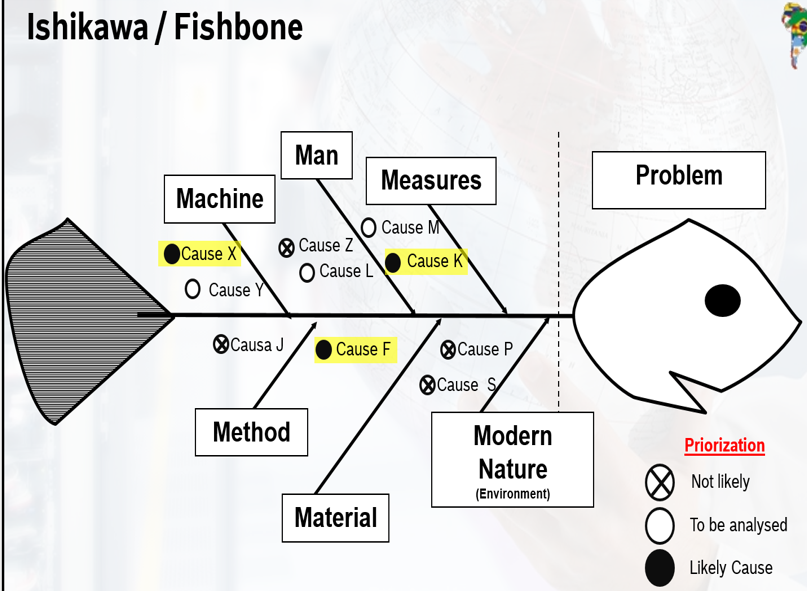 Ishikawa / Fishbone
Man
Measures
Problem
Machine
Cause M
Cause Z
Cause X
Cause K
Cause L
Cause Y
Causa J
Cause F
Cause P
Cause S
Method
Modern
Nature
(Environment)
Material
Priorization
Not likely
To be analysed
Likely Cause